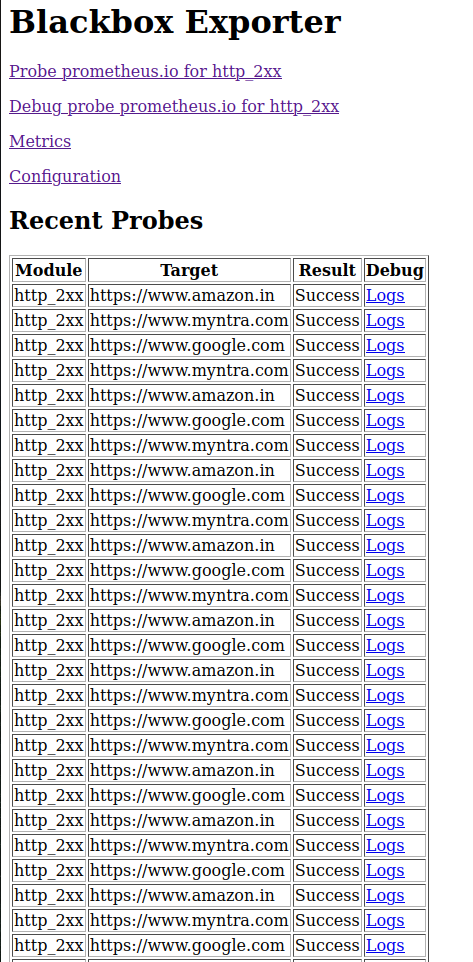 Blackbox Exporter
Probe prometheus.io for http_2xx
Debug probe prometheus.io for http_2xx
Metrics
Configuration
Recent Probes
Module Target Result Debug
http_2xx https://www.amazon.in Success Logs
http_2xx https://www.myntra.com Success Logs
http_2xx https://www.google.com Success Logs
http_2xx https://www.myntra.com Success Logs
http_2xx https://www.amazon.in Success Logs
http_2xx https://www.google.com Success Logs
http_2xx https://www.myntra.com Success Logs
http_2xx https://www.amazon.in Success Logs
http_2xx https://www.google.com Success Logs
http_2xx https://www.myntra.com Success Logs
http_2xx https://www.amazon.in Success Logs
http_2xx https://www.google.com Success Logs
http_2xx https://www.myntra.com Success Logs
http_2xx https://www.amazon.in Success Logs
http_2xx https://www.google.com Success Logs
http_2xx https://www.amazon.in Success Logs
http_2xx https://www.myntra.com Success Logs
http_2xx https://www.google.com Success Logs
http_2xx https://www.myntra.com Success Logs
http_2xx https://www.amazon.in Success Logs
http_2xx https://www.google.com Success Logs
http_2xx https://www.amazon.in Success Logs
http_2xx https://www.myntra.com Success Logs
http_2xx https://www.google.com Success Logs
http_2xx https://www.amazon.in Success Logs
http_2xx https://www.myntra.com Success Logs
http_2xx https://www.google.com Success Logs